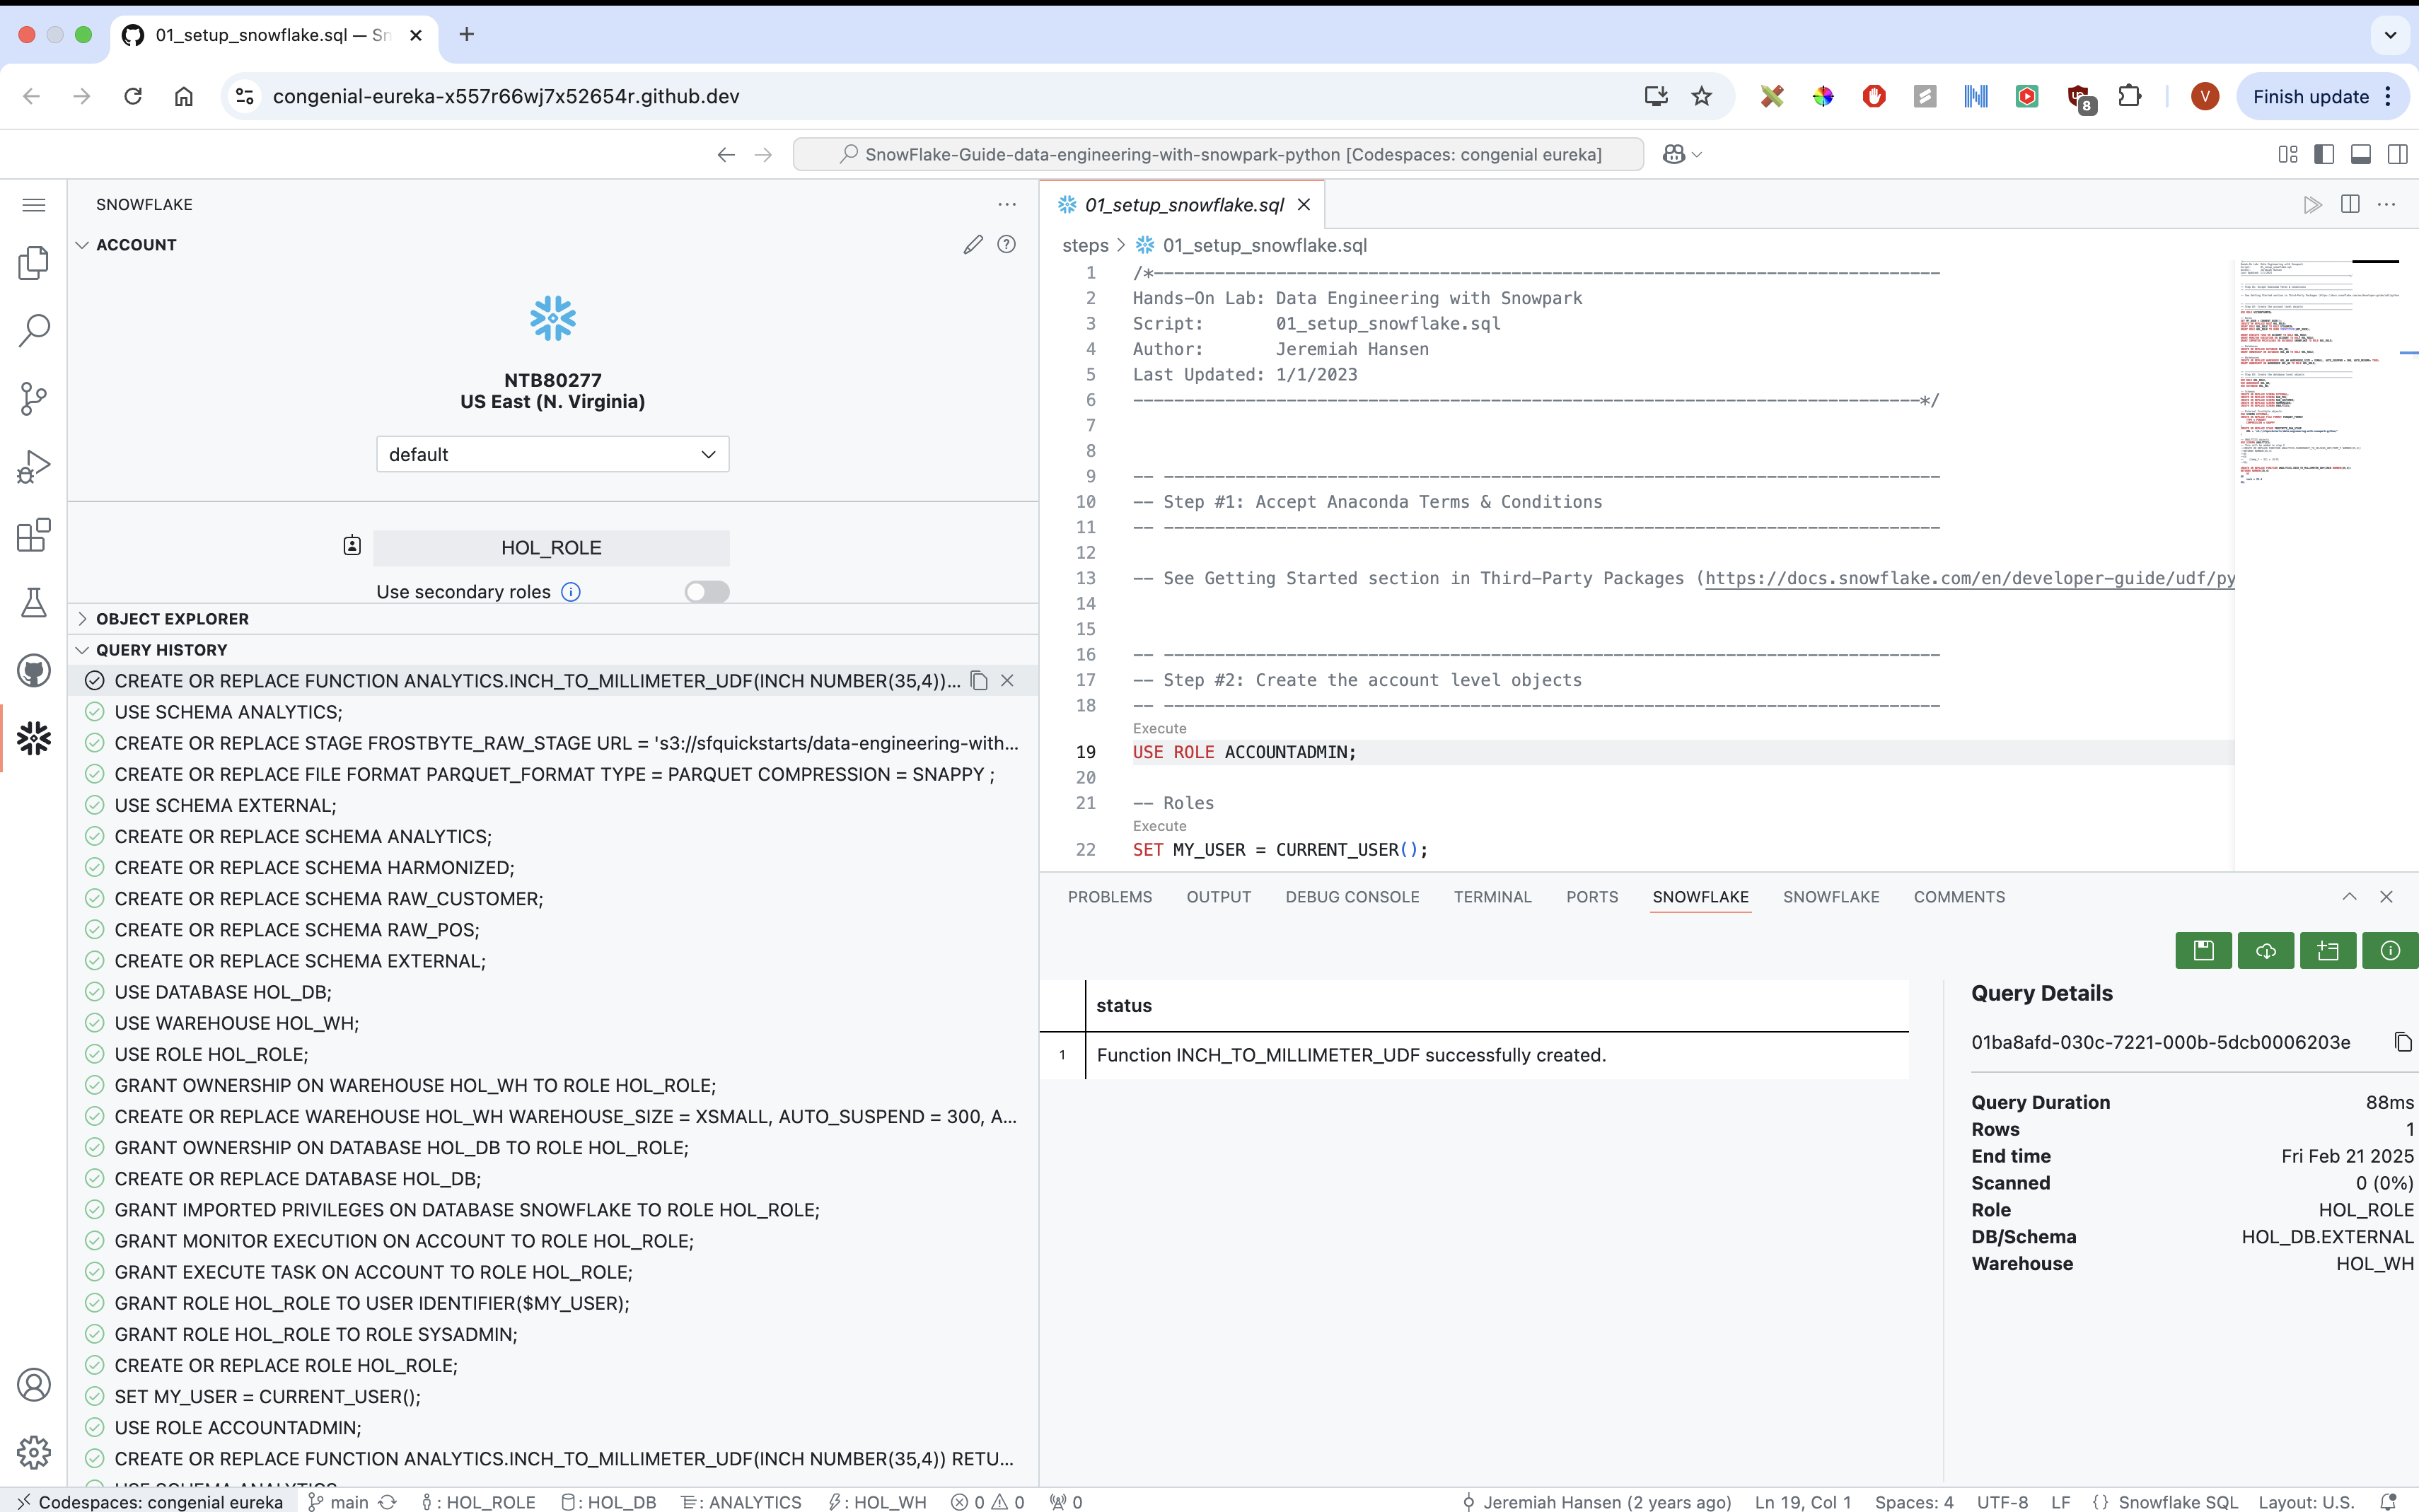 01_setup_snowflake.sql — Sn
congenial-eureka-x557r66wj7x52654r.github.dev
8
V
Finish update
SnowFlake-Guide-data-engineering-with-snowpark-python [Codespaces: congenial eureka]
SNOWFLAKE
ACCOUNT
NTB80277
US East (N. Virginia)
default
HOL_ROLE
Use secondary roles
OBJECT EXPLORER
QUERY HISTORY
CREATE OR REPLACE FUNCTION ANALYTICS.INCH_TO_MILLIMETER_UDF(INCH NUMBER(35,4))...
USE SCHEMA ANALYTICS;
CREATE OR REPLACE STAGE FROSTBYTE_RAW_STAGE URL = 's3://sfquickstarts/data-engineering-with...
CREATE OR REPLACE FILE FORMAT PARQUET_FORMAT TYPE = PARQUET COMPRESSION = SNAPPY ;
USE SCHEMA EXTERNAL;
CREATE OR REPLACE SCHEMA ANALYTICS;
CREATE OR REPLACE SCHEMA HARMONIZED;
CREATE OR REPLACE SCHEMA RAW_CUSTOMER;
CREATE OR REPLACE SCHEMA RAW_POS;
CREATE OR REPLACE SCHEMA EXTERNAL;
USE DATABASE HOL_DB;
USE WAREHOUSE HOL_WH;
USE ROLE HOL_ROLE;
GRANT OWNERSHIP ON WAREHOUSE HOL_WH TO ROLE HOL_ROLE;
CREATE OR REPLACE WAREHOUSE HOL_WH WAREHOUSE_SIZE = XSMALL, AUTO_SUSPEND = 300, A...
GRANT OWNERSHIP ON DATABASE HOL_DB TO ROLE HOL_ROLE;
CREATE OR REPLACE DATABASE HOL_DB;
GRANT IMPORTED PRIVILEGES ON DATABASE SNOWFLAKE TO ROLE HOL_ROLE;
GRANT MONITOR EXECUTION ON ACCOUNT TO ROLE HOL_ROLE;
GRANT EXECUTE TASK ON ACCOUNT TO ROLE HOL_ROLE;
GRANT ROLE HOL_ROLE TO USER IDENTIFIER($MY_USER);
GRANT ROLE HOL_ROLE TO ROLE SYSADMIN;
CREATE OR REPLACE ROLE HOL_ROLE;
SET MY_USER = CURRENT_USER();
USE ROLE ACCOUNTADMIN;
CREATE OR REPLACE FUNCTION ANALYTICS.INCH_TO_MILLIMETER_UDF(INCH NUMBER(35,4)) RETU...
01_setup_snowflake.sql
steps > 01_setup_snowflake.sql
1 /*-----------------------------------------------------------------------------
2 Hands-On Lab: Data Engineering with Snowpark
3 Script: 01_setup_snowflake.sql
4 Author: Jeremiah Hansen
5 Last Updated: 1/1/2023
6 -----------------------------------------------------------------------------*/
7
8
9 -- ----------------------------------------------------------------------------
10 -- Step #1: Accept Anaconda Terms & Conditions
11 -- ----------------------------------------------------------------------------
12
13 -- See Getting Started section in Third-Party Packages (https://docs.snowflake.com/en/developer-guide/udf/py
14
15
16 -- ----------------------------------------------------------------------------
17 -- Step #2: Create the account level objects
18 -- ----------------------------------------------------------------------------
Execute
19 USE ROLE ACCOUNTADMIN;
20
21 -- Roles
Execute
22 SET MY_USER = CURRENT_USER();
PROBLEMS OUTPUT DEBUG CONSOLE TERMINAL PORTS SNOWFLAKE SNOWFLAKE COMMENTS
status
1 Function INCH_TO_MILLIMETER_UDF successfully created.
Query Details
01ba8afd-030c-7221-000b-5dcb0006203e
Query Duration 88ms
Rows 1
End time Fri Feb 21 2025
Scanned 0 (0%)
Role HOL_ROLE
DB/Schema HOL_DB.EXTERNAL
Warehouse HOL_WH
Codespaces: congenial eureka main : HOL_ROLE : HOL_DB : ANALYTICS : HOL_WH 0 0 0 Jeremiah Hansen (2 years ago) Ln 19, Col 1 Spaces: 4 UTF-8 LF {} Snowflake SQL Layout: U.S.